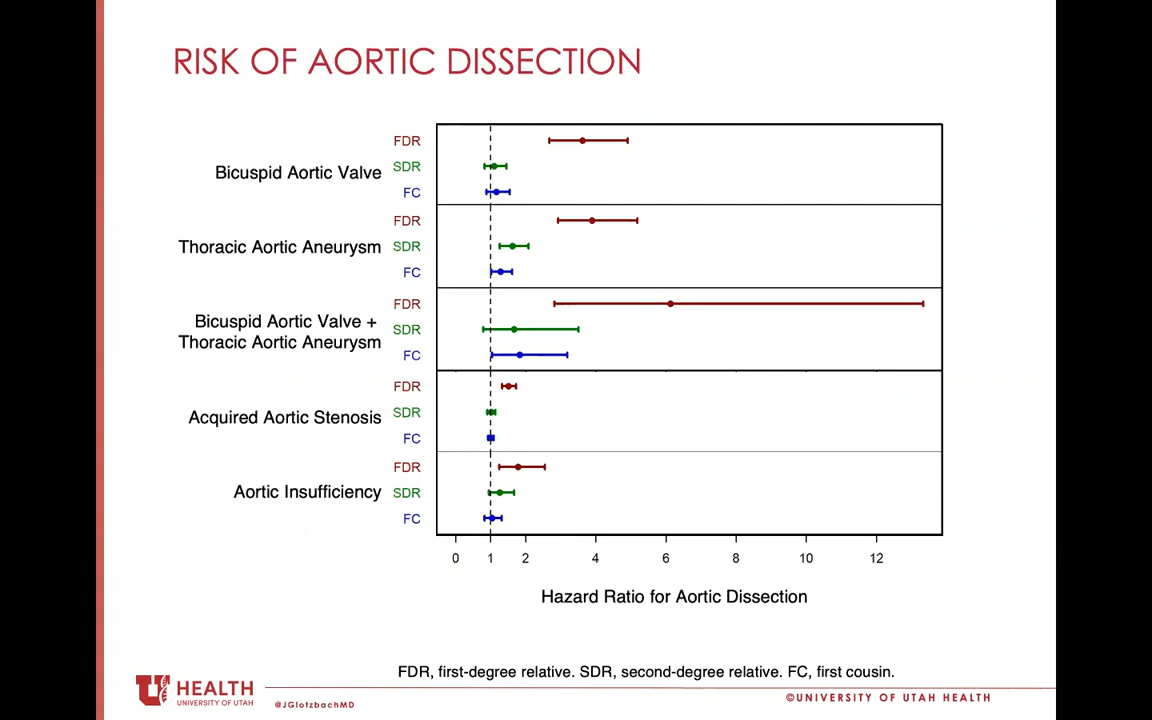 RISK OF AORTIC DISSECTION
FDR
Bicuspid Aortic Valve
SDR
FC
FDR
Thoracic Aortic Aneurysm
SDR
FC
FDR
Bicuspid Aortic Valve +
SDR
Thoracic Aortic Aneurysm
FC
FDR
Acquired Aortic Stenosis
SDR
FC
FDR
Aortic Insufficiency
SDR
FC
0 1 2 4 6 8 10 12
Hazard Ratio for Aortic Dissection
FDR, first-degree relative. SDR, second-degree relative. FC, first cousin.
U HEALTH
UNIVERSITY OF UTAH
@JGlotzbachMD
©UNIVERSITY OF UTAH HEALTH